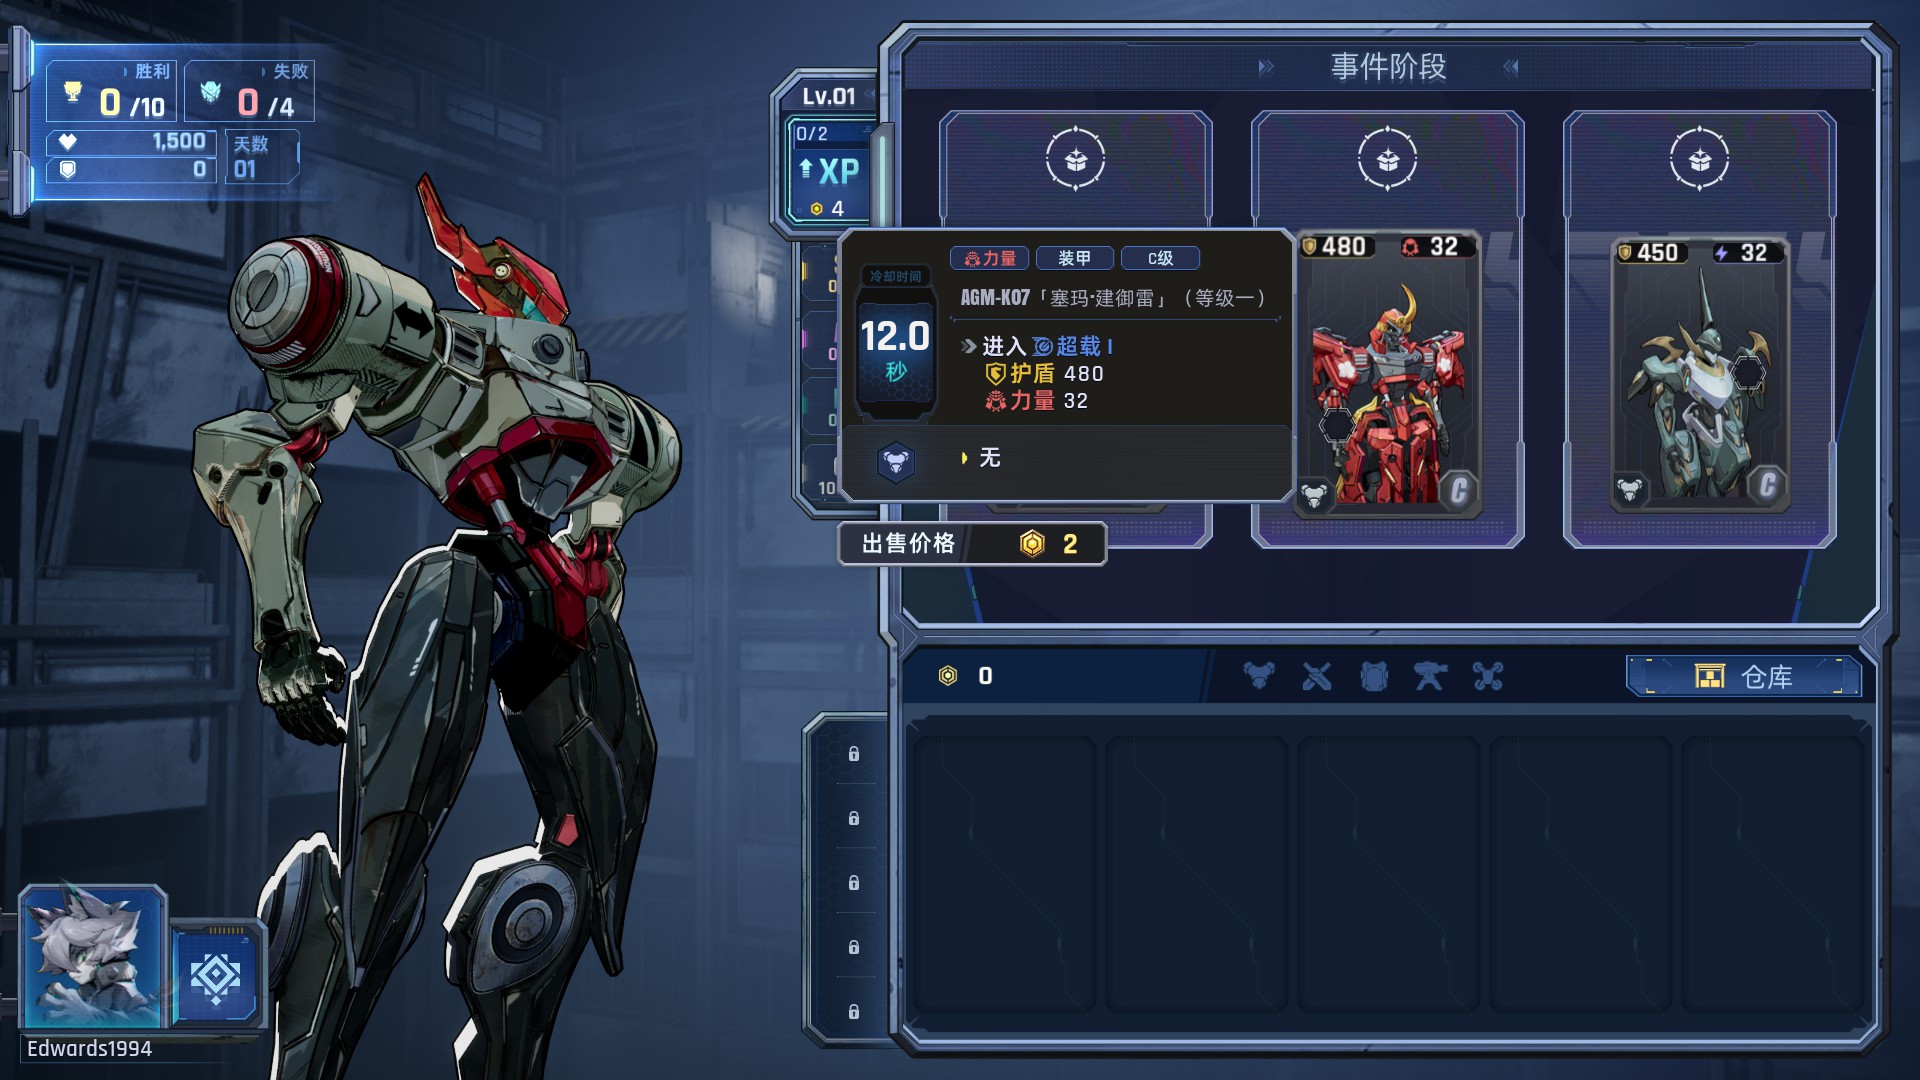 胜利
0 /10
失败
0 /4
1,500
0
天数
01
Lv.01
0/2
XP
4
事件阶段
力量
装甲
C级
AGM-K07「塞玛·建御雷」（等级一）
冷却时间
12.0
秒
进入 超载 I
护盾 480
力量 32
无
出售价格
2
480
32
C
450
32
C
0
仓库
Edwards1994